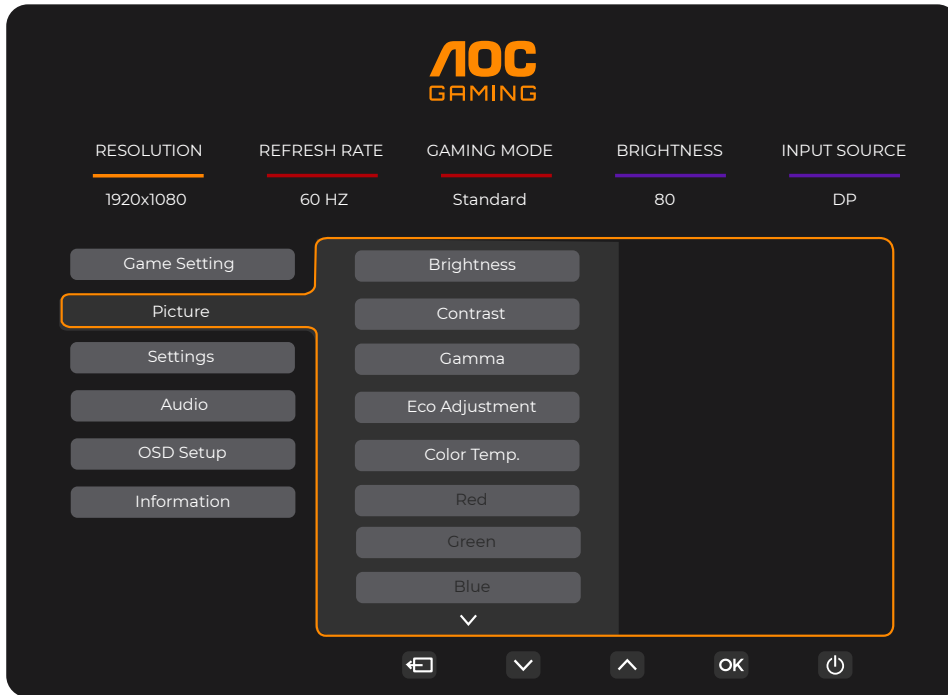 AOC
GAMING
RESOLUTION REFRESH RATE GAMING MODE BRIGHTNESS INPUT SOURCE
1920x1080 60 HZ Standard 80 DP
Game Setting
Picture
Settings
Audio
OSD Setup
Information
Brightness
Contrast
Gamma
Eco Adjustment
Color Temp.
Red
Green
Blue
OK